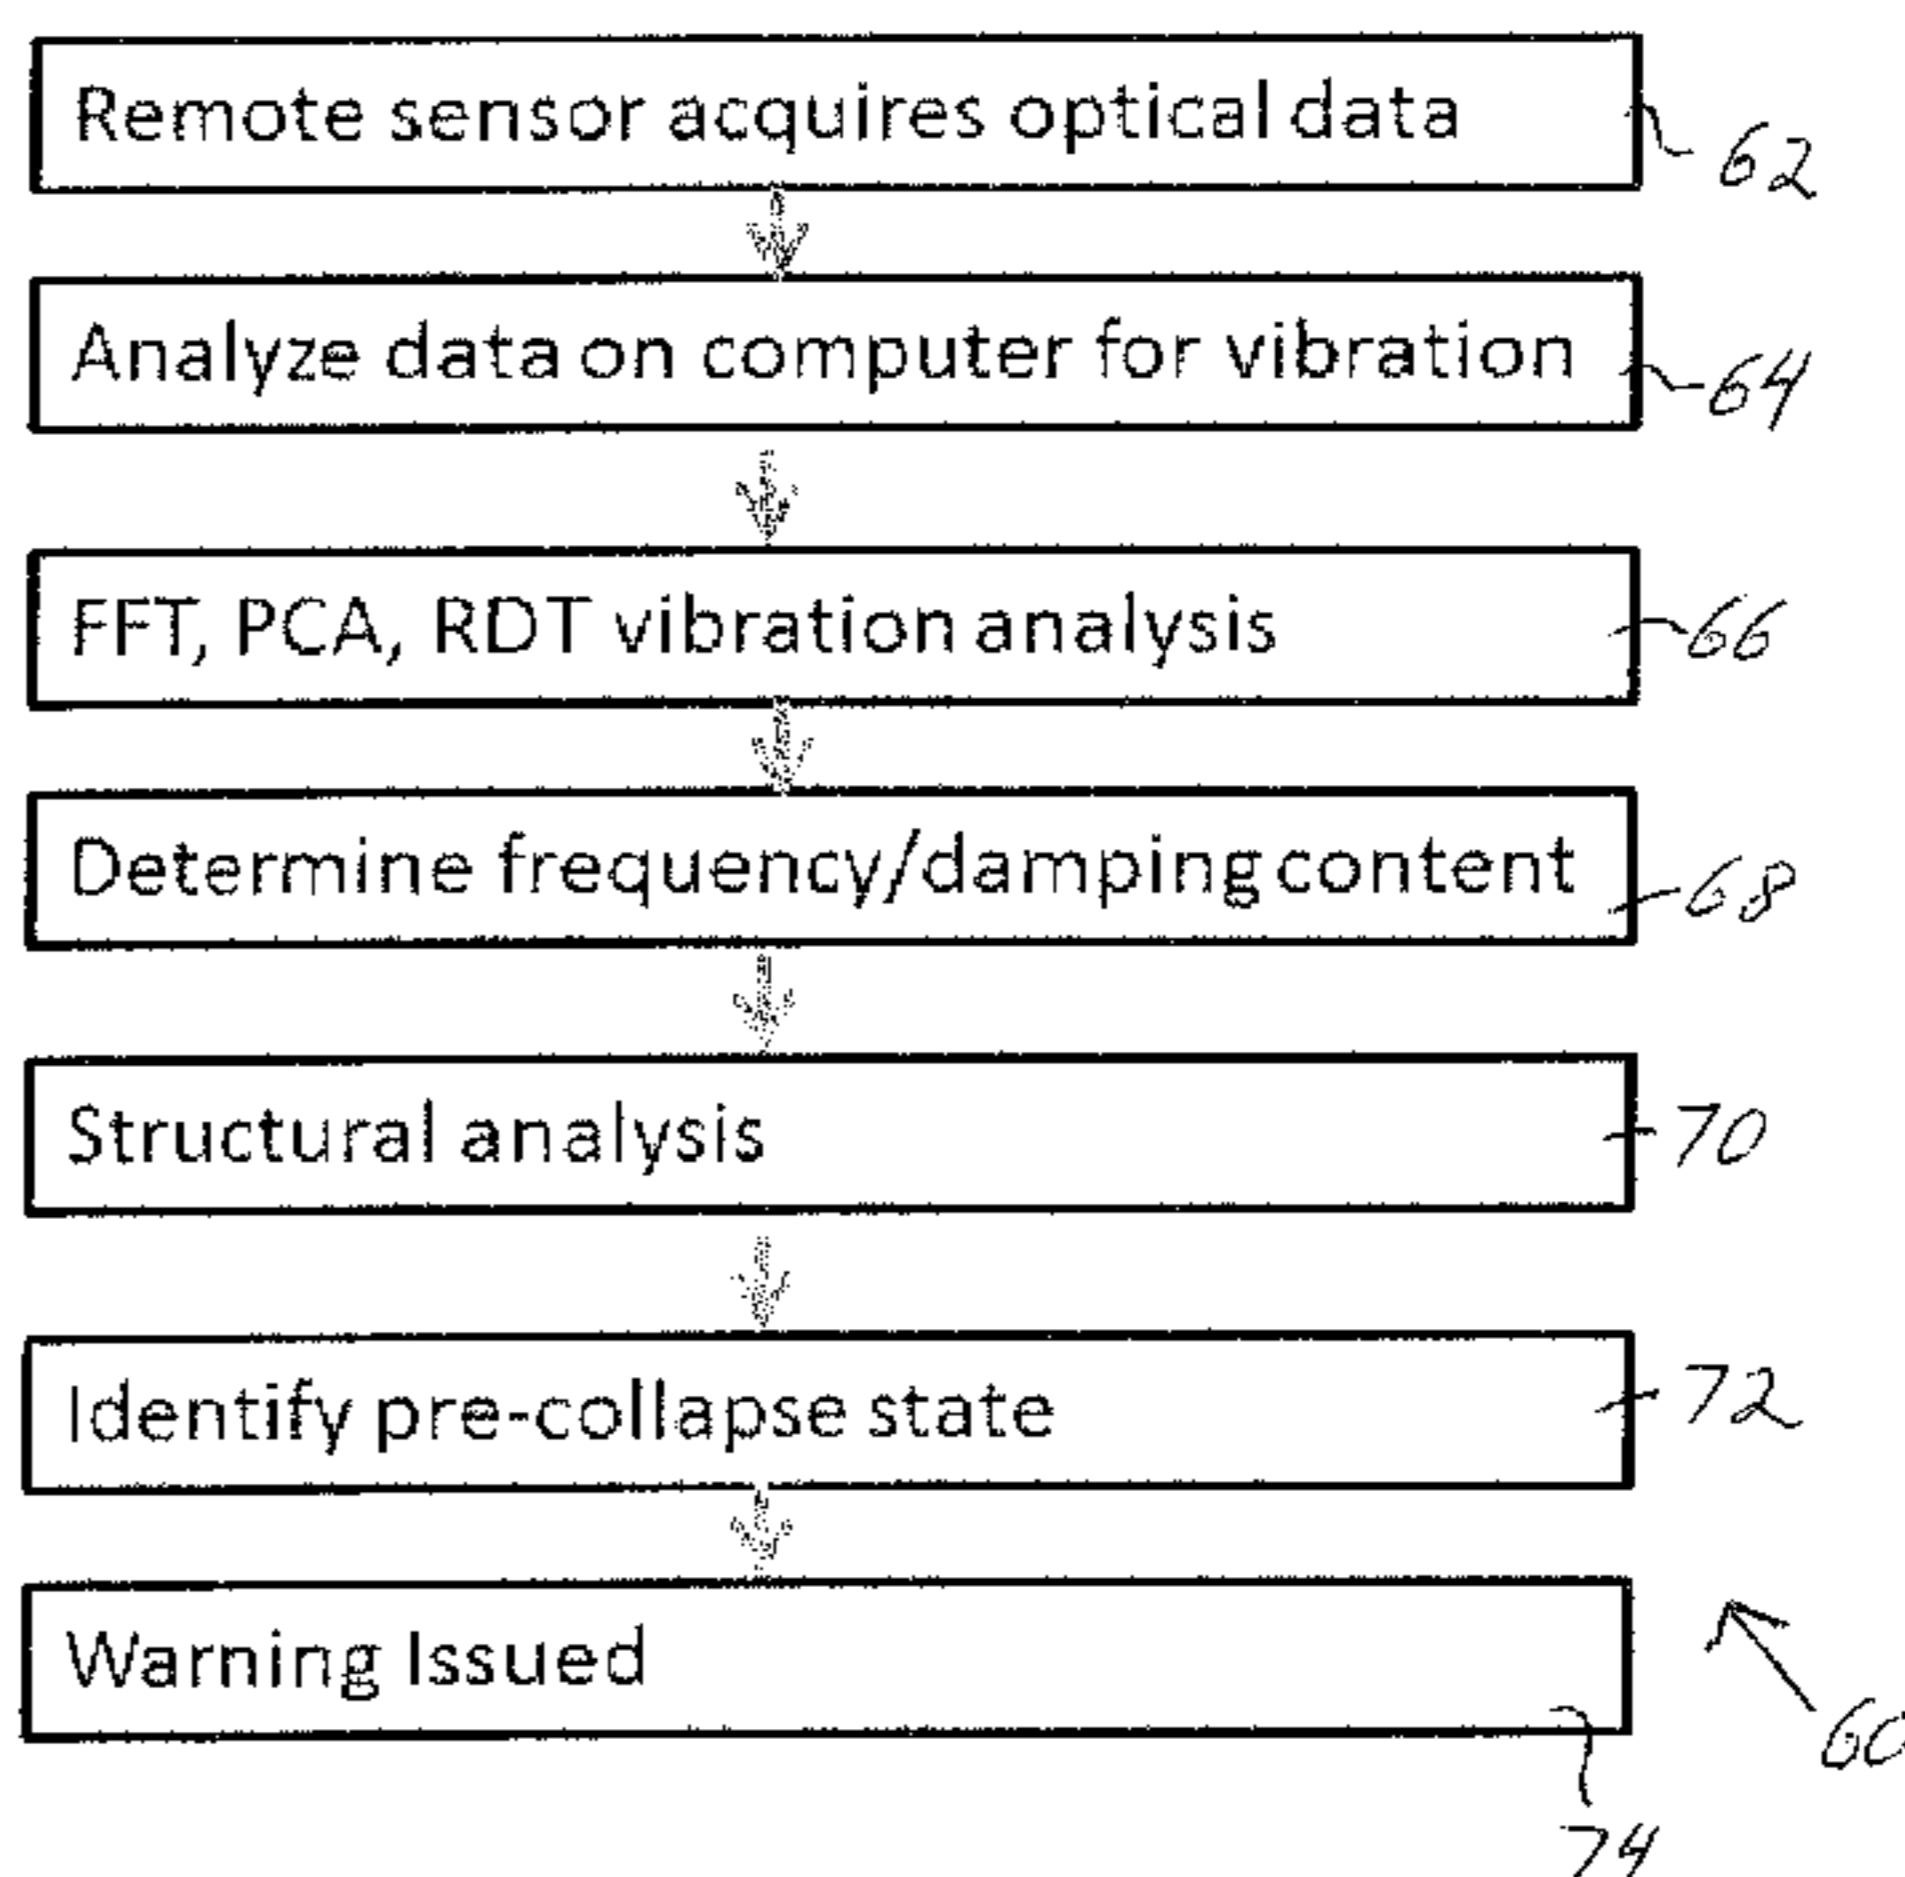 Remote sensor acquires optical data
62
Analyze data on computer for vibration
64
FFT, PCA, RDT vibration analysis
66
Determine frequency/damping content
68
Structural analysis
70
Identify pre-collapse state
72
Warning Issued
60
74